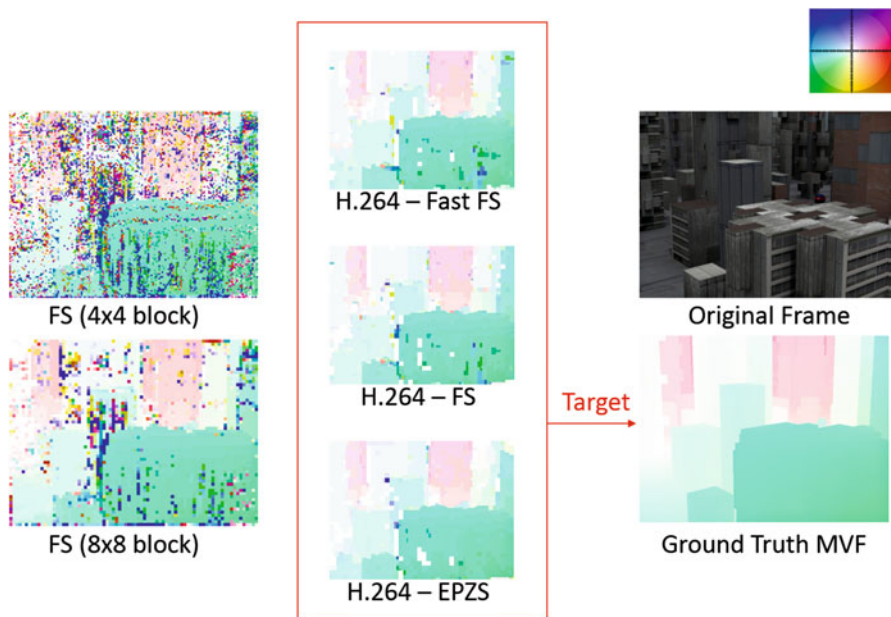 FS (4x4 block)
FS (8x8 block)
H.264 – Fast FS
H.264 – FS
H.264 – EPZS
Target
Original Frame
Ground Truth MVF